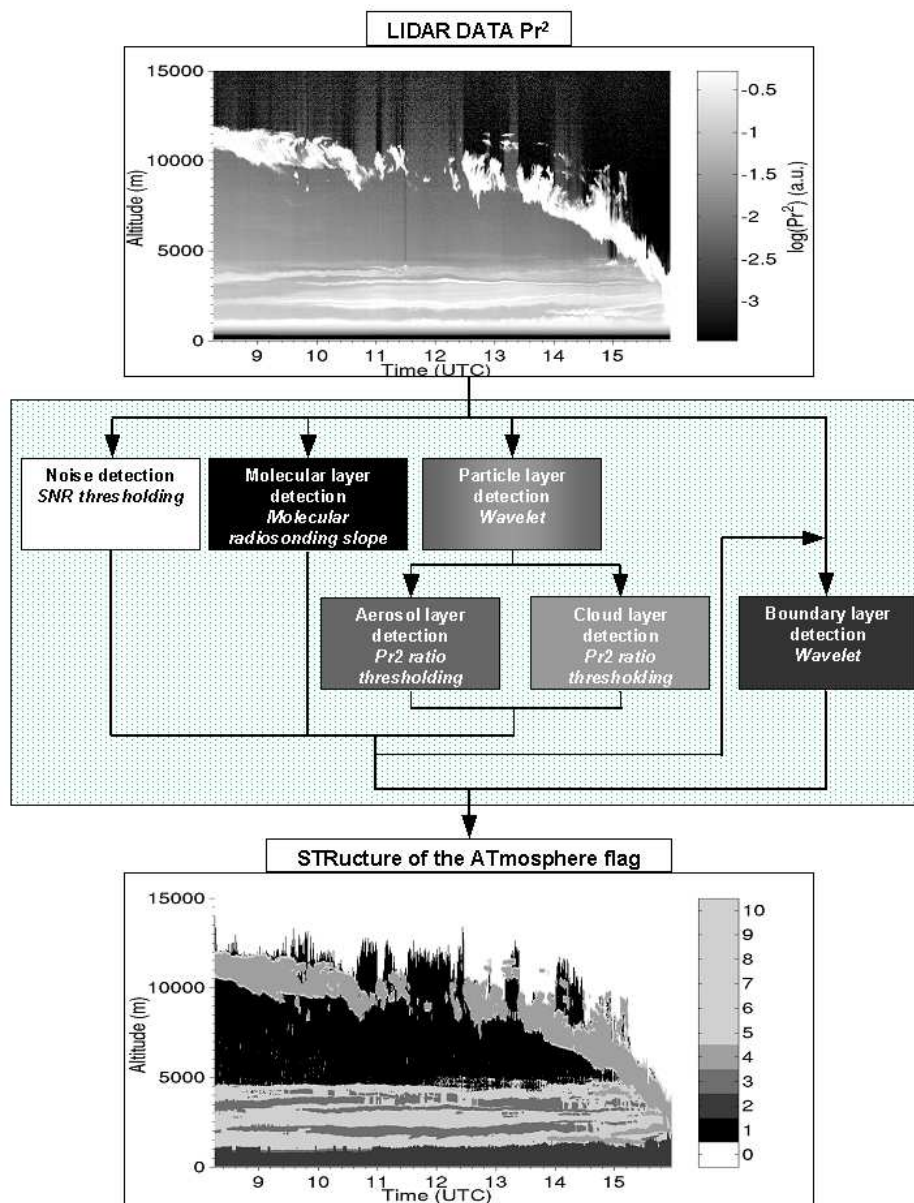 LIDAR DATA Pr²
15000
10000
5000
0
Altitude (m)
9 10 11 12 13 14 15
Time (UTC)
-0.5
-1
-1.5
-2
-2.5
-3
log(Pr²) (a.u.)
Noise detection
SNR thresholding
Molecular layer
detection
Molecular
radiosonding slope
Particle layer
detection
Wavelet
Aerosol layer
detection
Pr2 ratio
thresholding
Cloud layer
detection
Pr2 ratio
thresholding
Boundary layer
detection
Wavelet
STRucture of the ATmosphere flag
15000
10000
5000
0
Altitude (m)
9 10 11 12 13 14 15
Time (UTC)
10
9
8
7
6
5
4
3
2
1
0